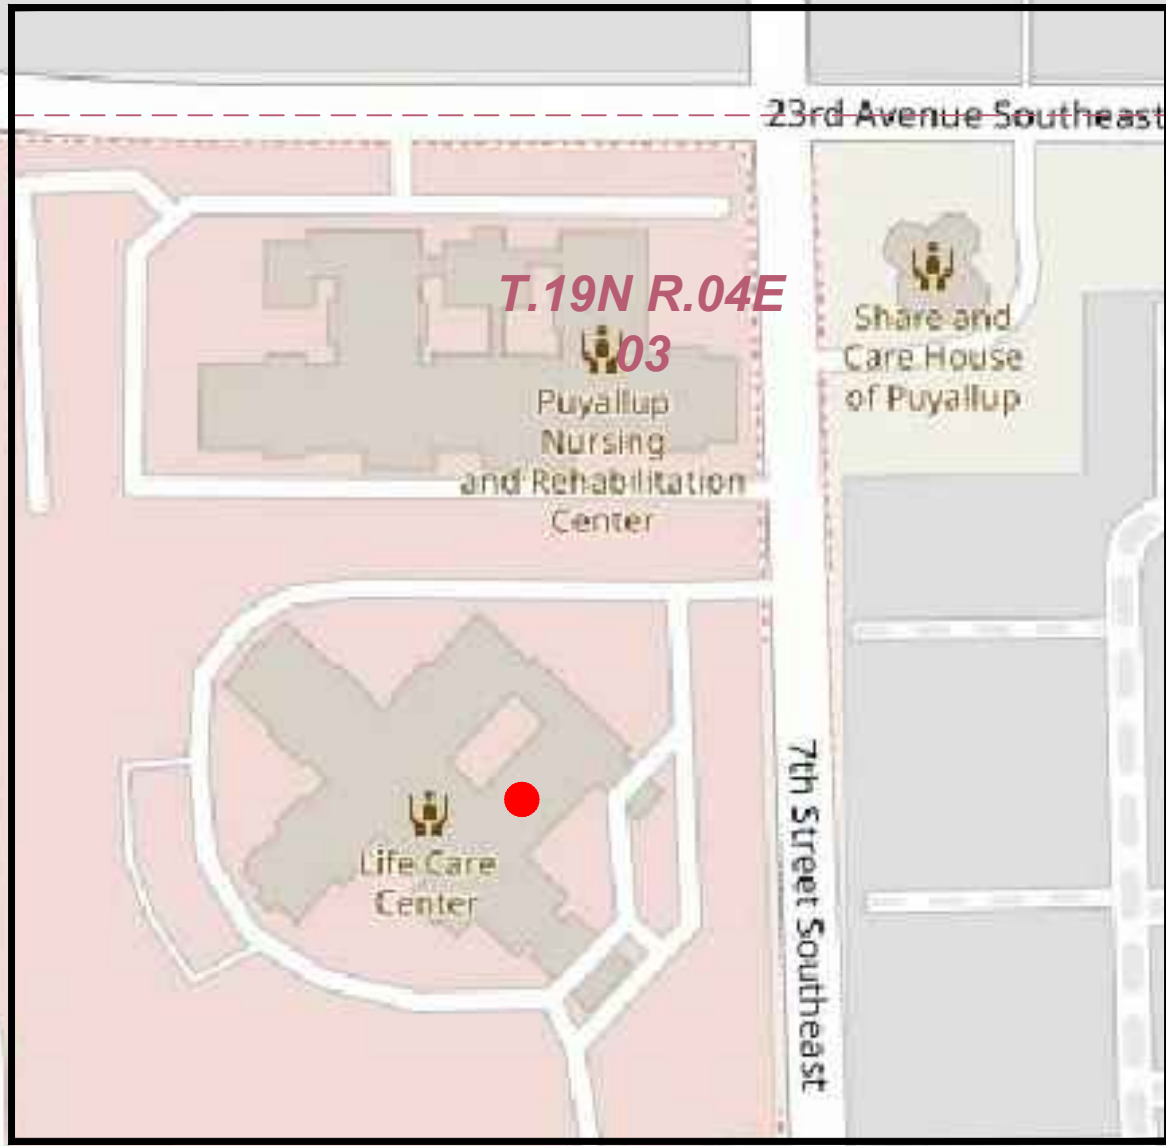 23rd Avenue Southeast
T.19N R.04E
03
Share and
Care House
of Puyallup
Puyallup
Nursing
and Rehabilitation
Center
7th Street Southeast
Life Care
Center